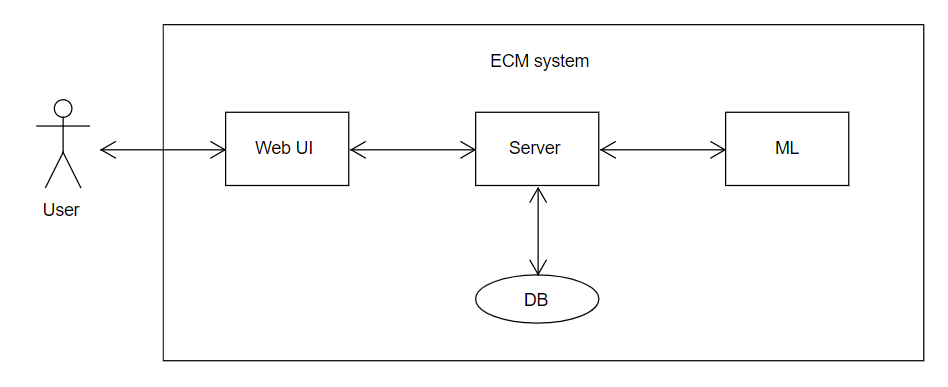 ECM system
User
Web UI
Server
ML
DB